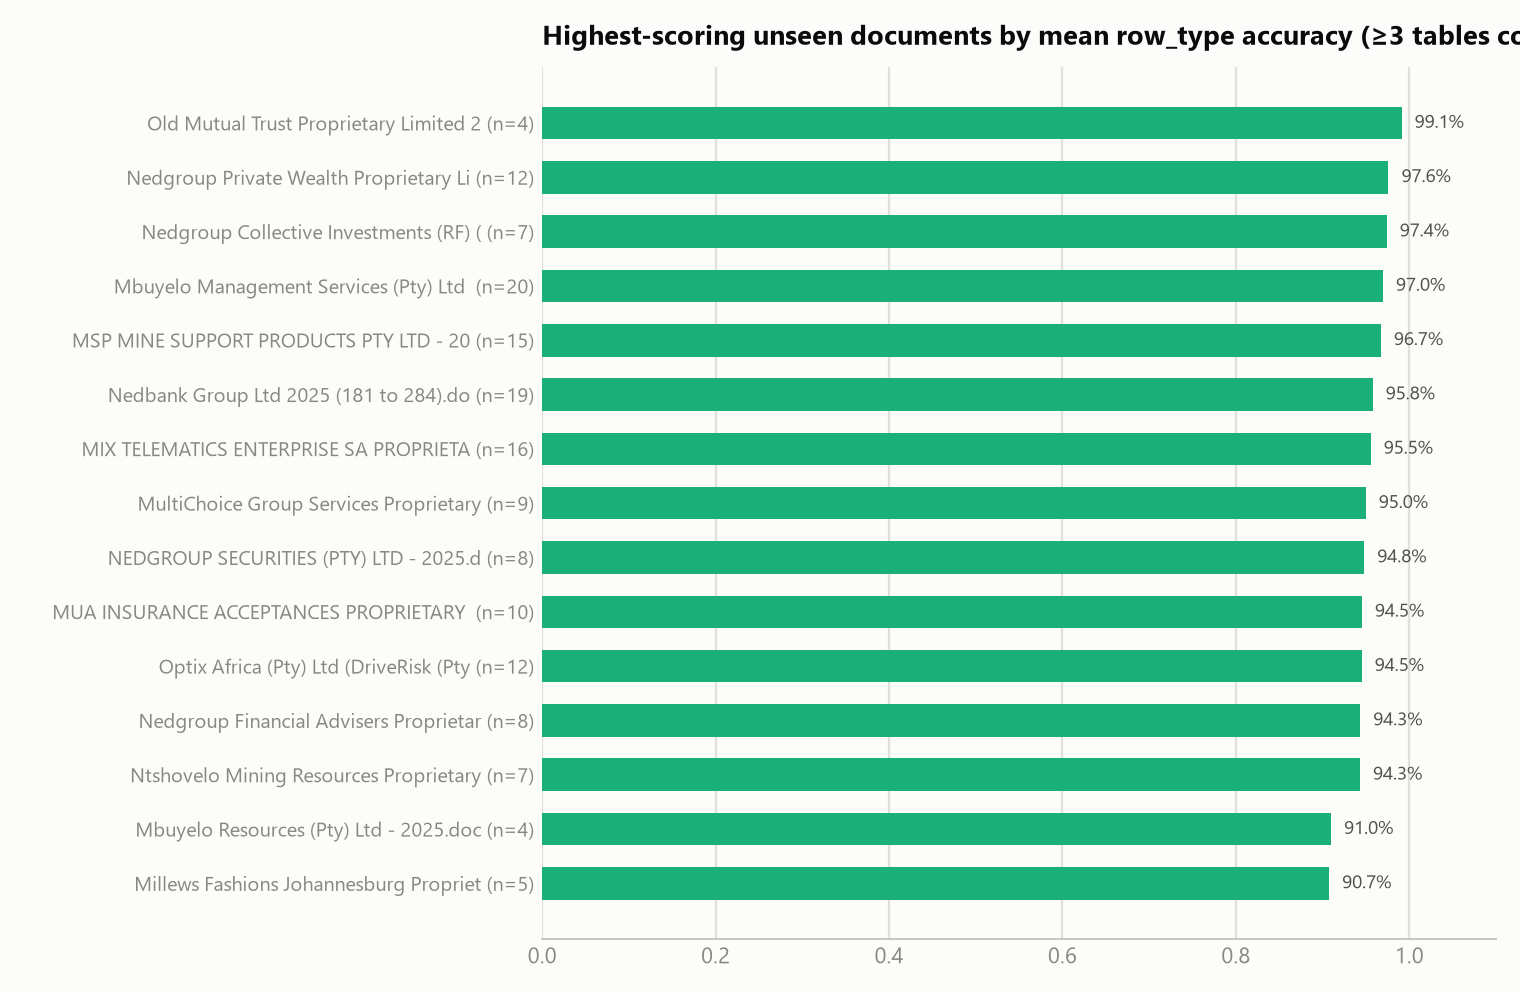 Highest-scoring unseen documents by mean row_type accuracy (≥3 tables co
Old Mutual Trust Proprietary Limited 2 (n=4) 99.1%
Nedgroup Private Wealth Proprietary Li (n=12) 97.6%
Nedgroup Collective Investments (RF) ( (n=7) 97.4%
Mbuyelo Management Services (Pty) Ltd  (n=20) 97.0%
MSP MINE SUPPORT PRODUCTS PTY LTD - 20 (n=15) 96.7%
Nedbank Group Ltd 2025 (181 to 284).do (n=19) 95.8%
MIX TELEMATICS ENTERPRISE SA PROPRIETA (n=16) 95.5%
MultiChoice Group Services Proprietary (n=9) 95.0%
NEDGROUP SECURITIES (PTY) LTD - 2025.d (n=8) 94.8%
MUA INSURANCE ACCEPTANCES PROPRIETARY  (n=10) 94.5%
Optix Africa (Pty) Ltd (DriveRisk (Pty (n=12) 94.5%
Nedgroup Financial Advisers Proprietar (n=8) 94.3%
Ntshovelo Mining Resources Proprietary (n=7) 94.3%
Mbuyelo Resources (Pty) Ltd - 2025.doc (n=4) 91.0%
Millews Fashions Johannesburg Propriet (n=5) 90.7%
0.0 0.2 0.4 0.6 0.8 1.0